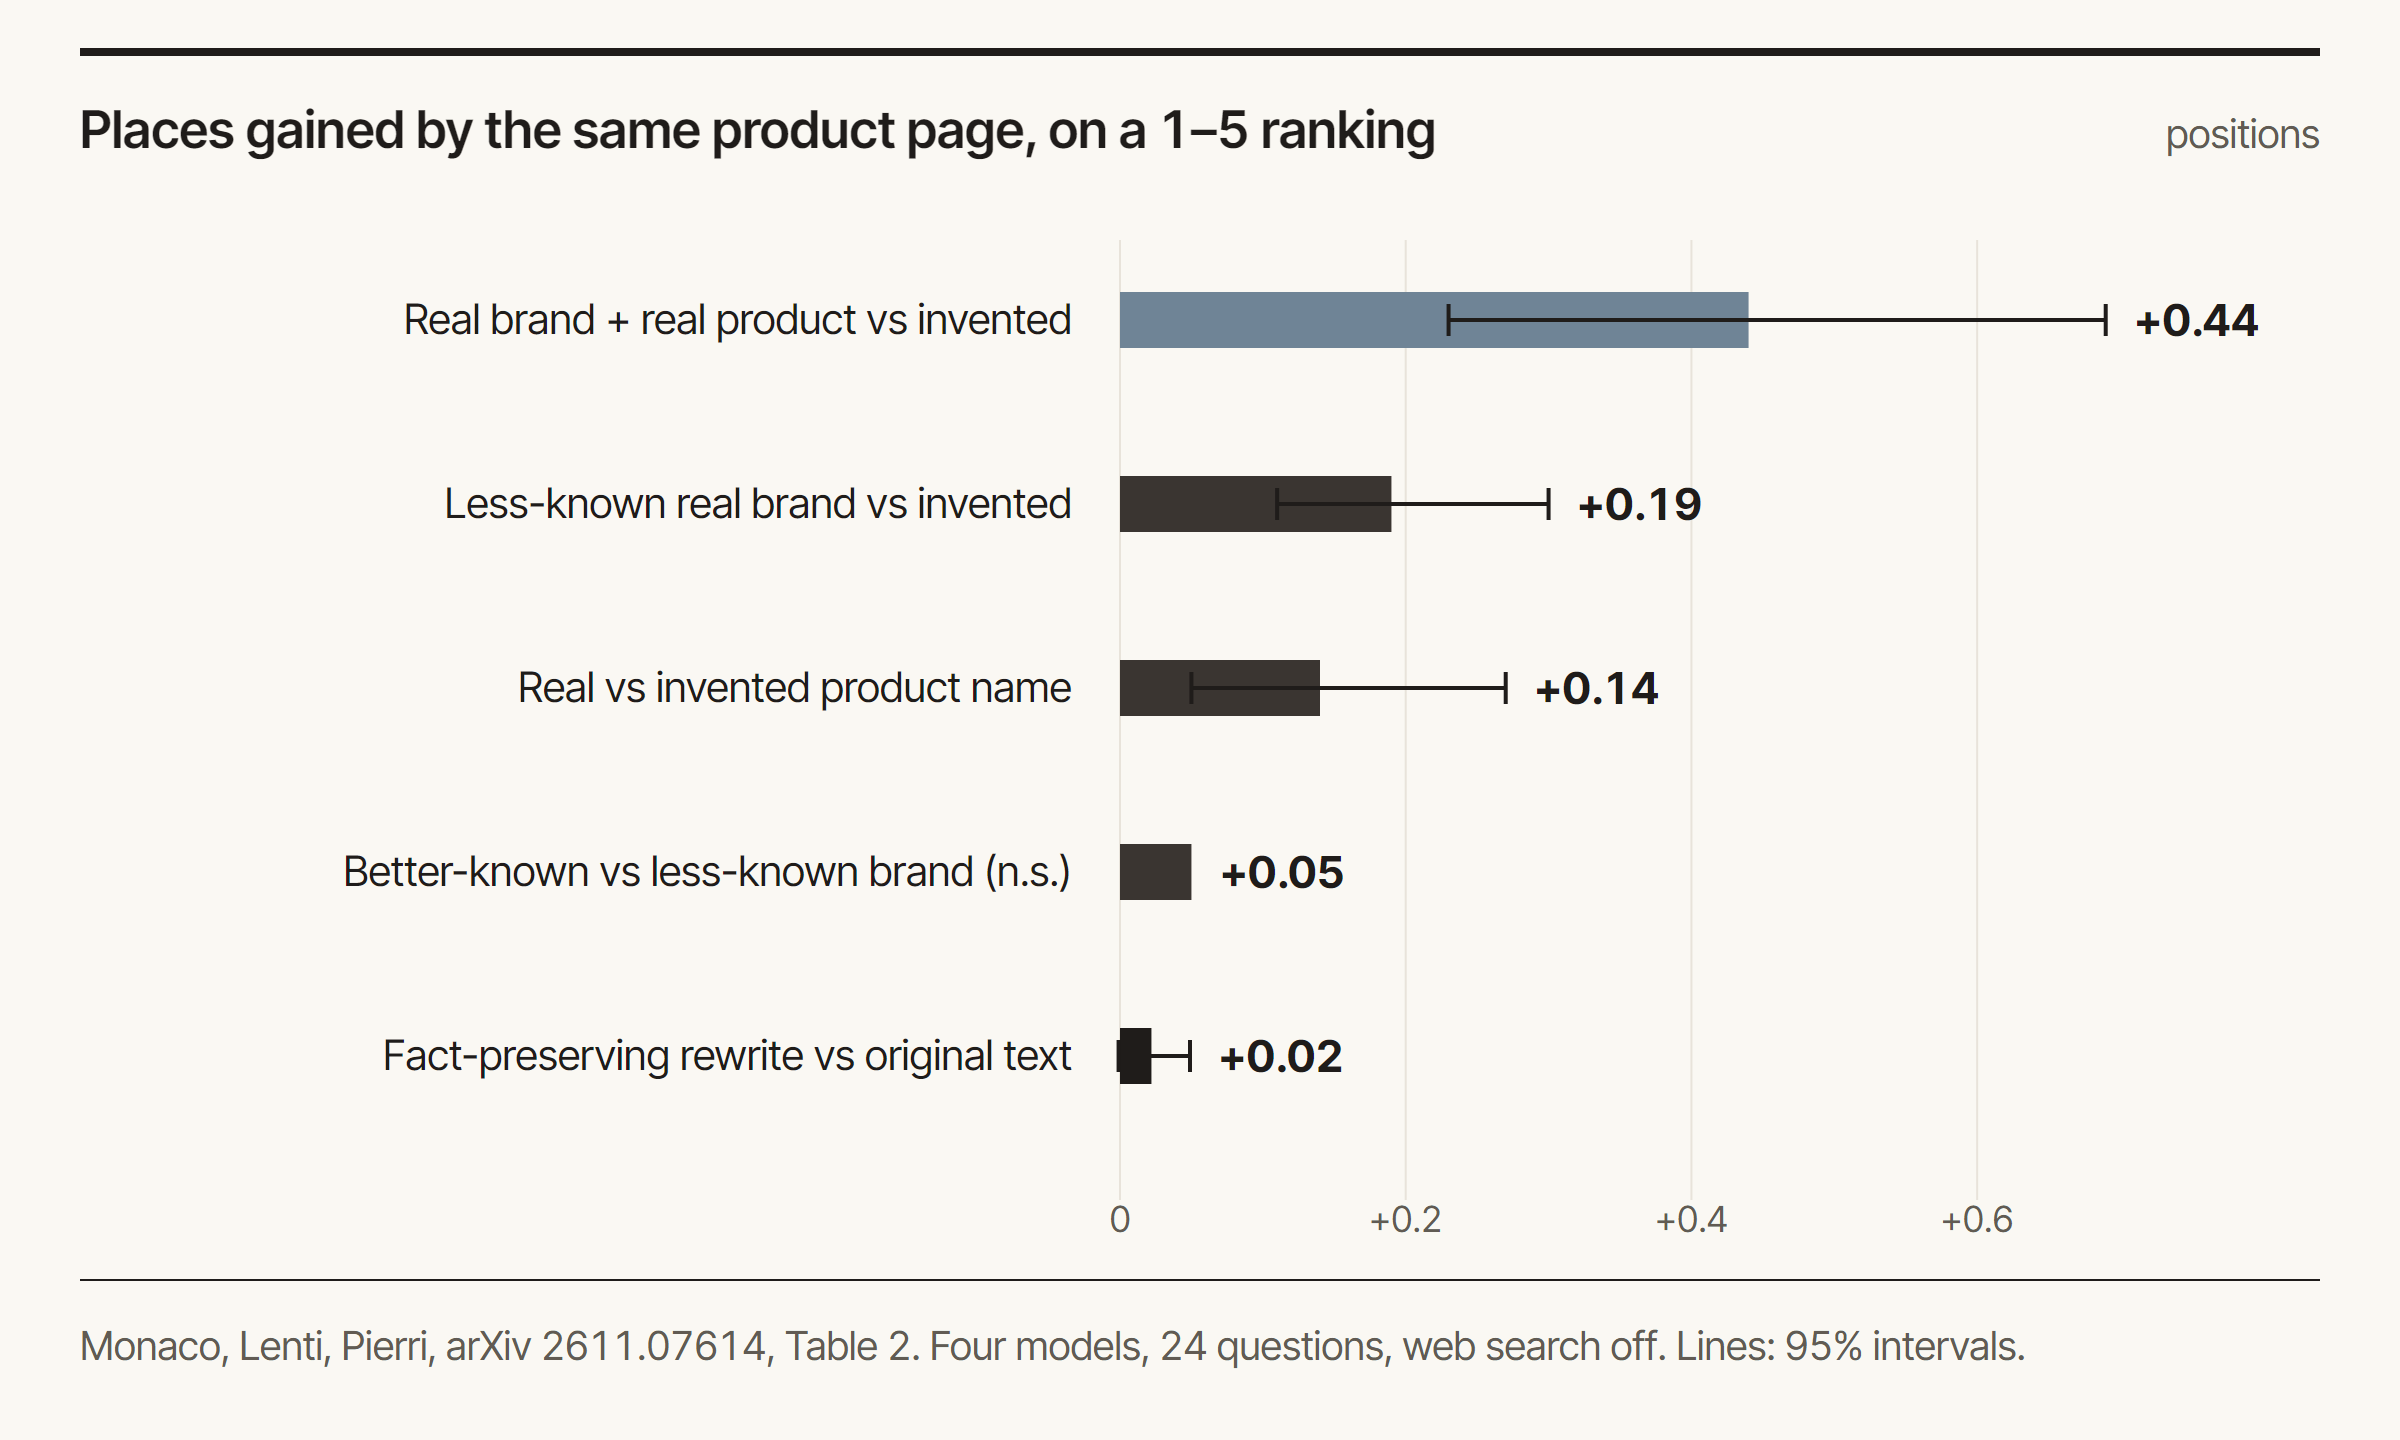 Places gained by the same product page, on a 1–5 ranking
positions
Real brand + real product vs invented
+0.44
Less-known real brand vs invented
+0.19
Real vs invented product name
+0.14
Better-known vs less-known brand (n.s.)
+0.05
Fact-preserving rewrite vs original text
+0.02
0 +0.2 +0.4 +0.6
Monaco, Lenti, Pierri, arXiv 2611.07614, Table 2. Four models, 24 questions, web search off. Lines: 95% intervals.